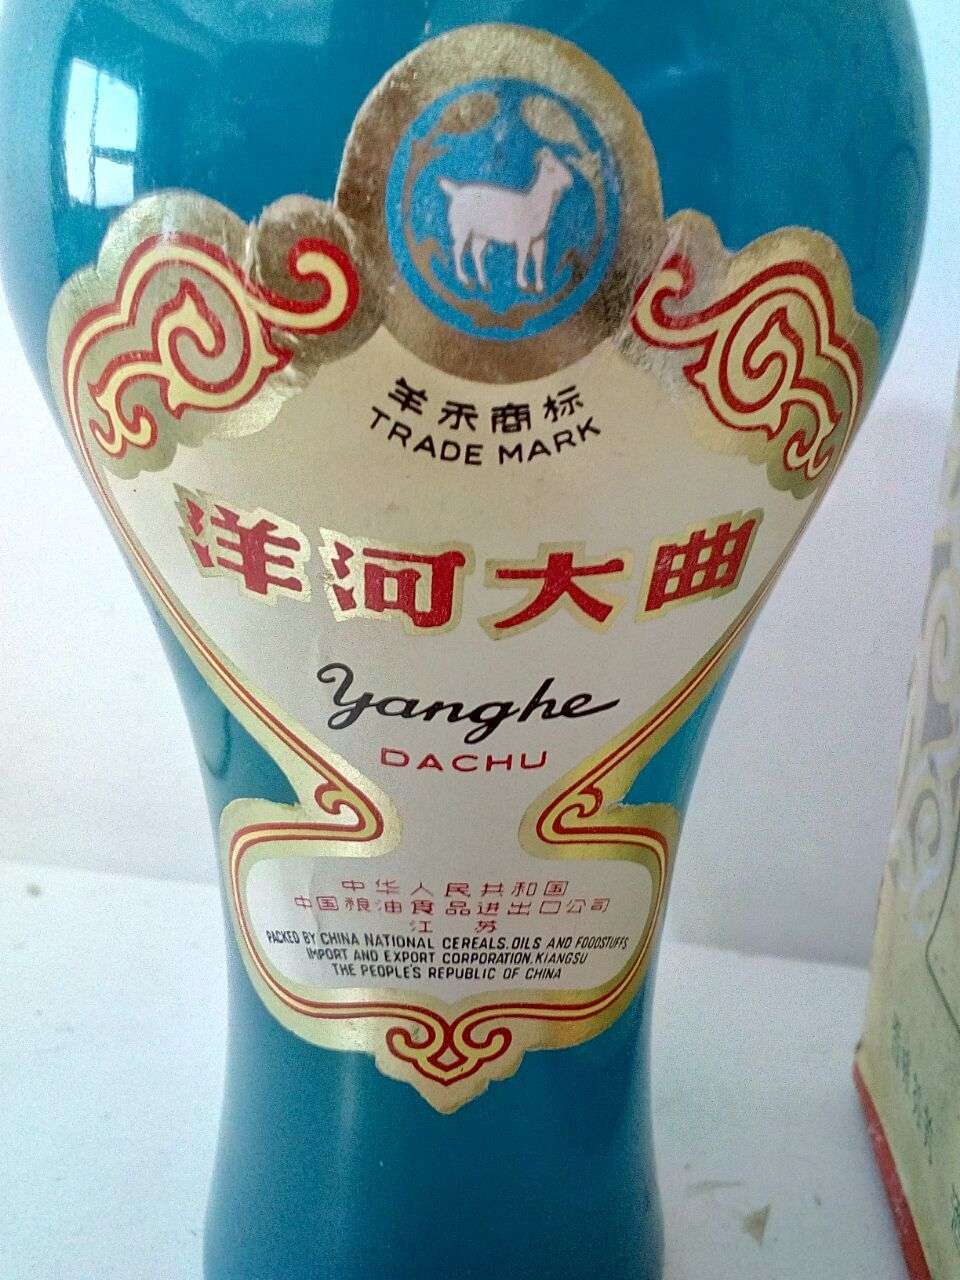 羊禾商标
TRADE MARK
洋河大曲
Yanghe
DACHU
中华人民共和国
中国粮油食品进出口公司
江苏
PACKED BY CHINA NATIONAL CEREALS, OILS AND FOODSTUFFS
IMPORT AND EXPORT CORPORATION, KIANGSU
THE PEOPLE'S REPUBLIC OF CHINA